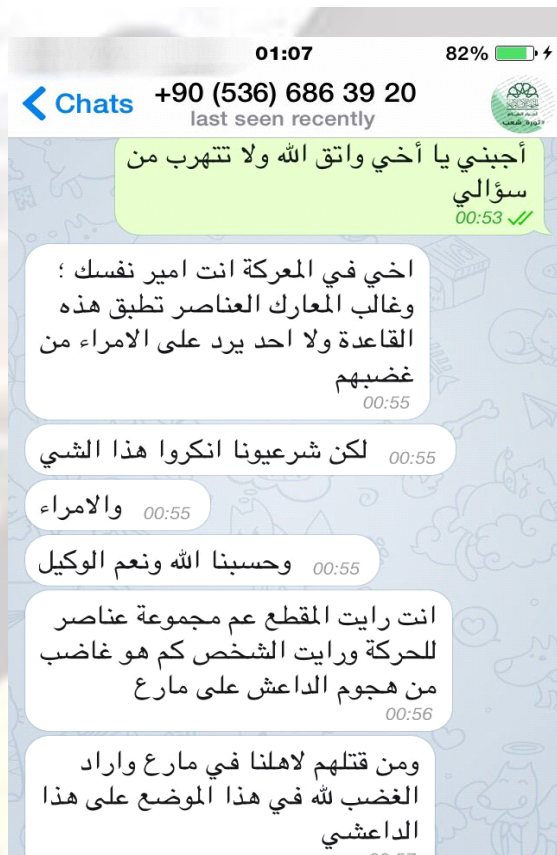 01:07
82%
Chats
+90 (536) 686 39 20
last seen recently
أجبني يا أخي واتق الله ولا تتهرب من
سؤالي
00:53
اخي في المعركة انت امير نفسك ؛
وغالب المعارك العناصر تطبق هذه
القاعدة ولا احد يرد على الامراء من
غضبهم
00:55
لكن شرعيونا انكروا هذا الشي 00:55
والامراء 00:55
وحسبنا الله ونعم الوكيل 00:55
انت رايت المقطع عم مجموعة عناصر
للحركة ورايت الشخص كم هو غاضب
من هجوم الداعش على مارع
00:56
ومن قتلهم لاهلنا في مارع واراد
الغضب لله في هذا الموضع على هذا
الداعشي